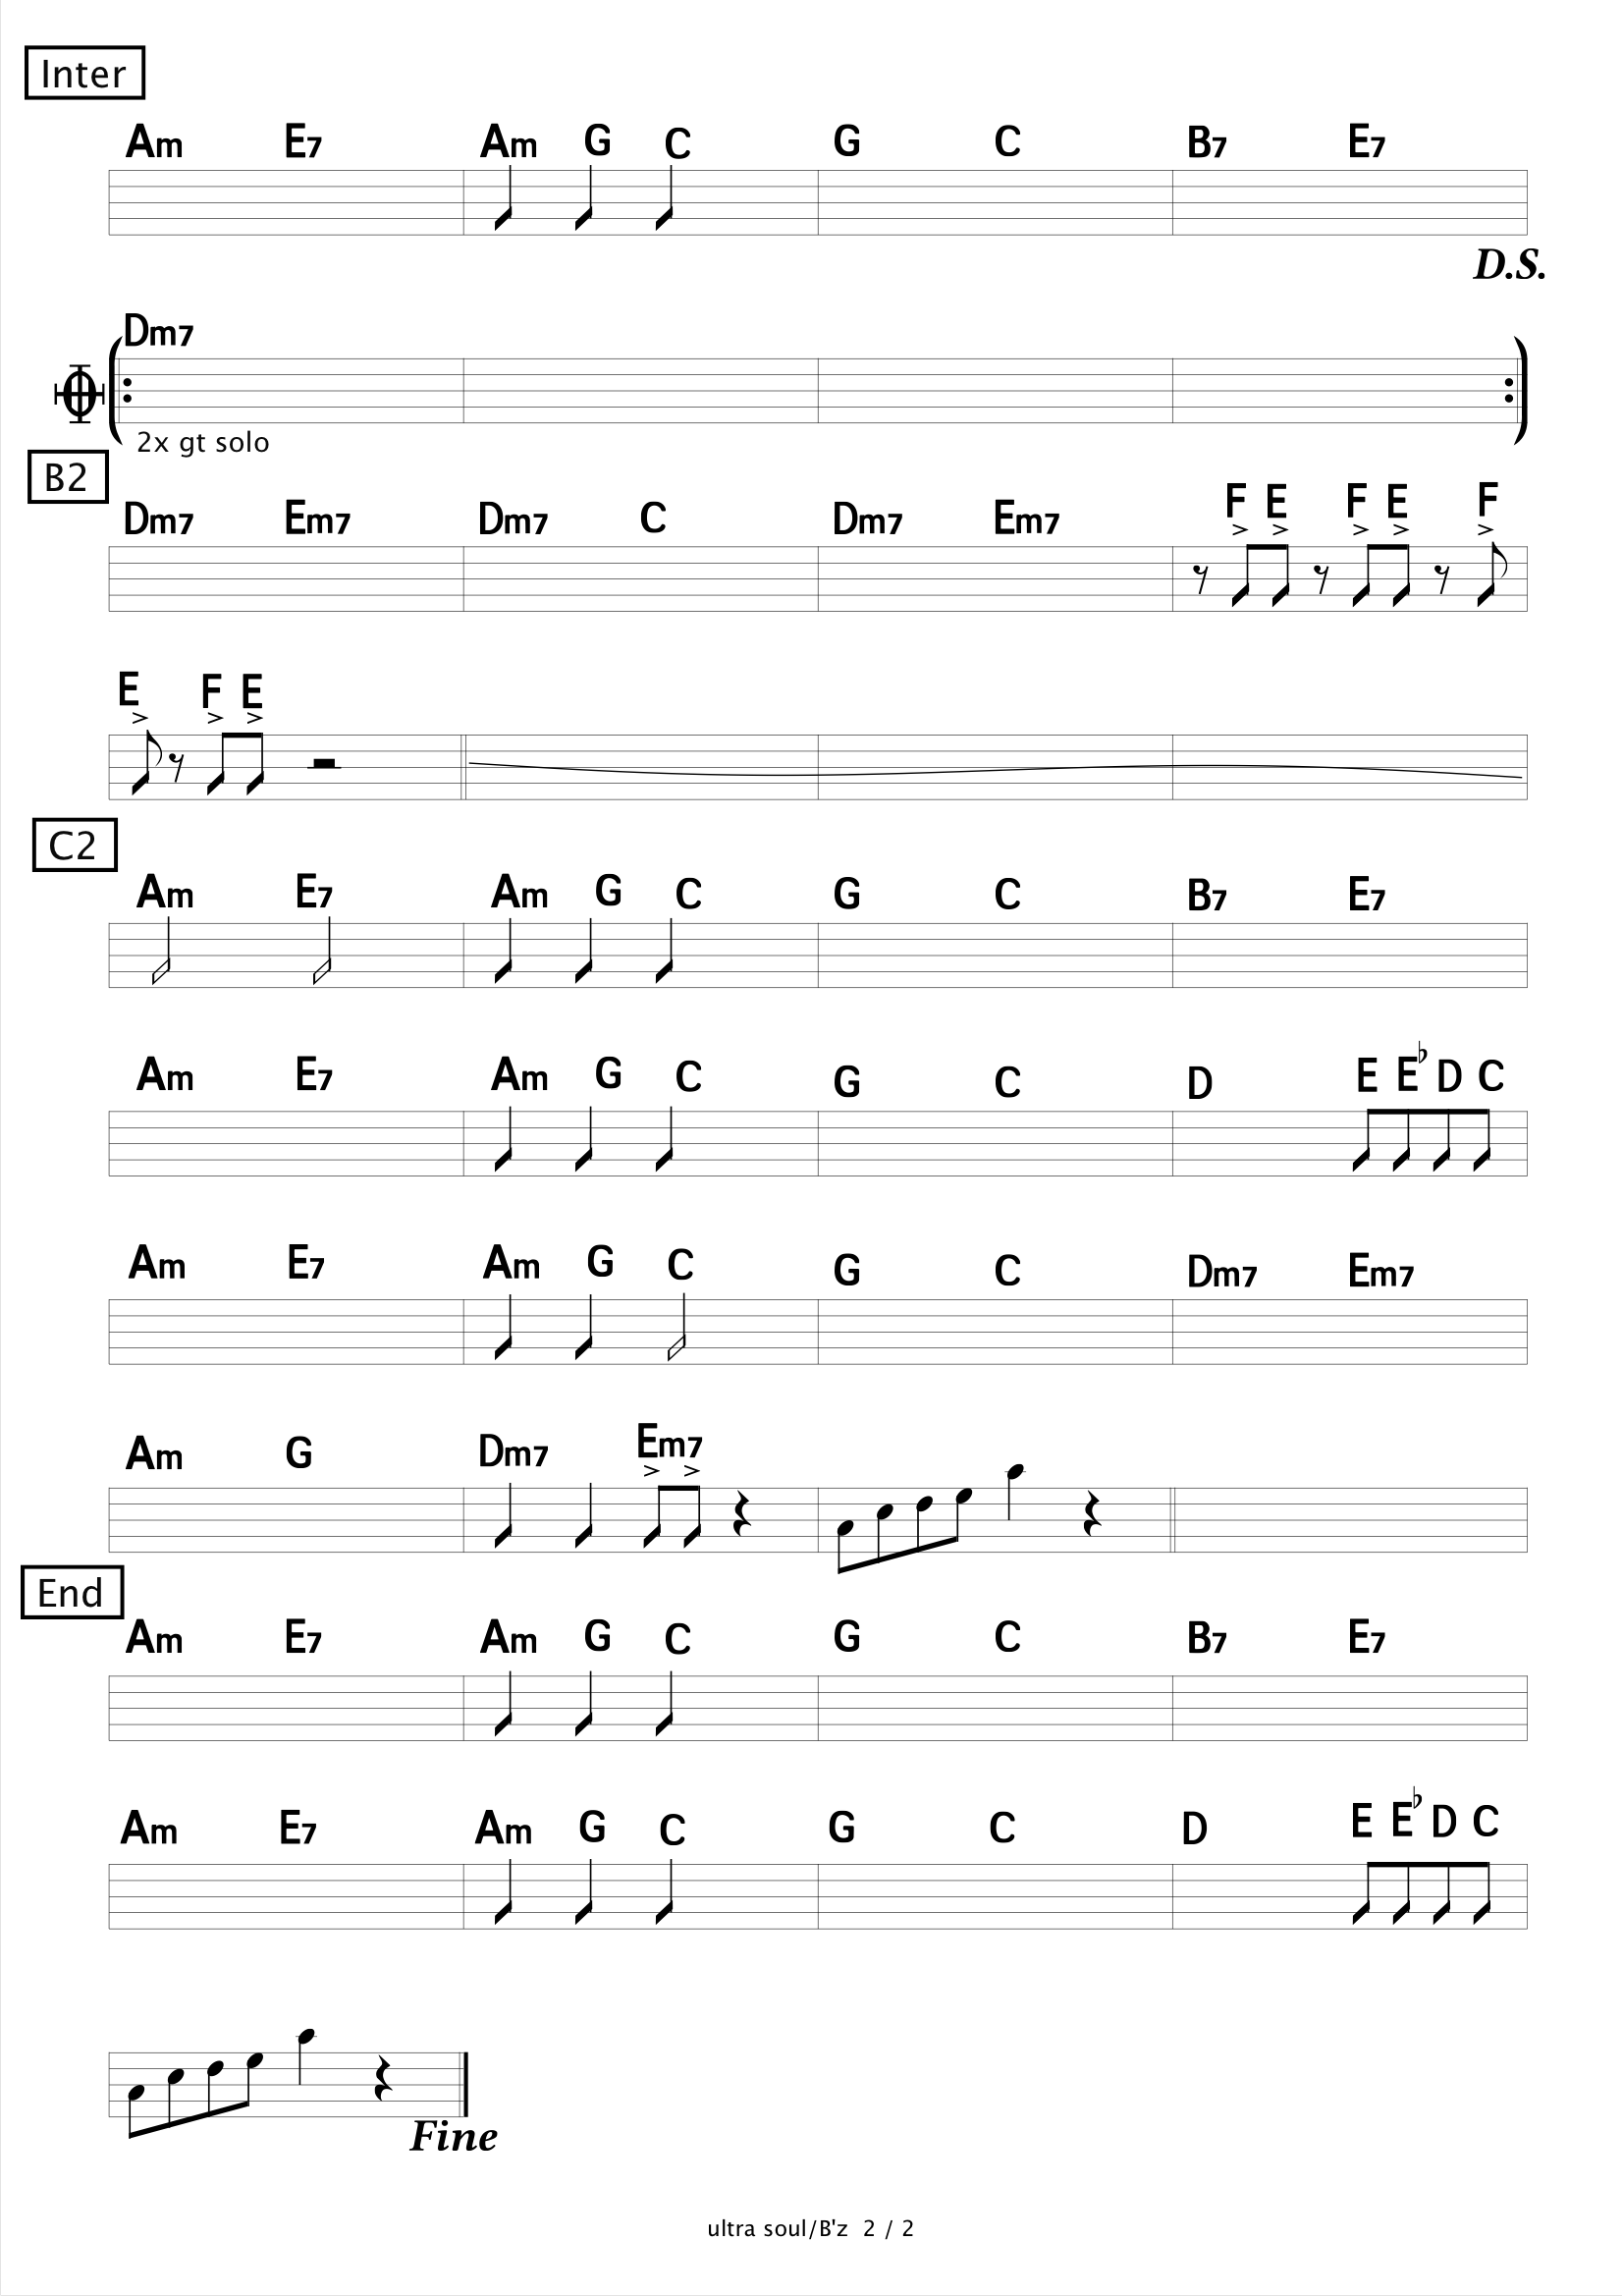 Inter
Am E7 Am G C G C B7 E7
D.S.
Dm7
2x gt solo
B2
Dm7 Em7 Dm7 C Dm7 Em7 F E F E F
E F E
C2
Am E7 Am G C G C B7 E7
Am E7 Am G C G C D E E♭ D C
Am E7 Am G C G C Dm7 Em7
Am G Dm7 Em7
End
Am E7 Am G C G C B7 E7
Am E7 Am G C G C D E E♭ D C
Fine
ultra soul/B'z 2 / 2